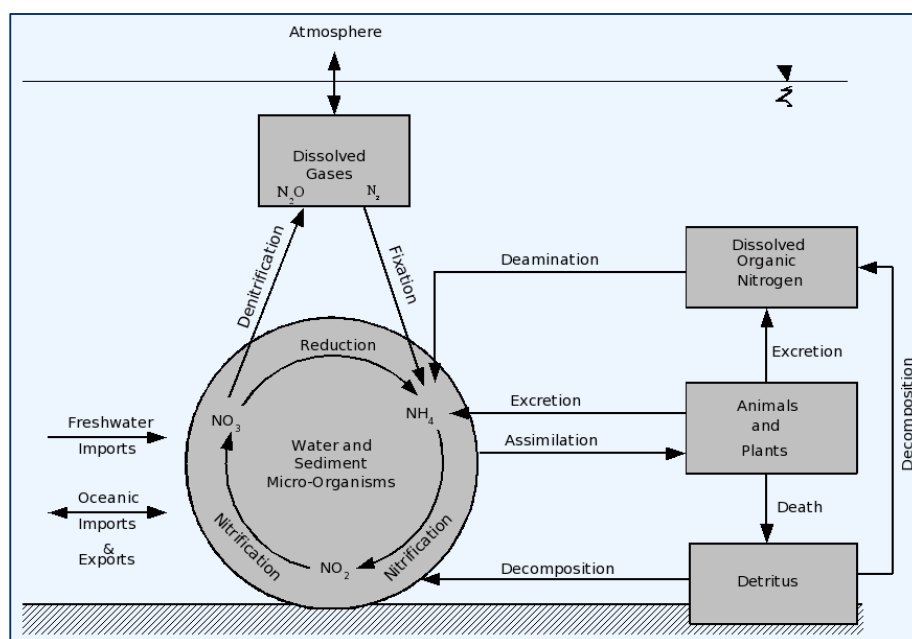 Atmosphere
Dissolved
Gases
N₂O N₂
Denitrification
Fixation
Deamination
Dissolved
Organic
Nitrogen
Reduction
Excretion
Decomposition
NO₃
NH₄
Excretion
Animals
and
Plants
Freshwater
Imports
Assimilation
Water and
Sediment
Micro-Organisms
Oceanic
Imports
&
Exports
Death
Nitrification
Nitrification
NO₂
Decomposition
Detritus